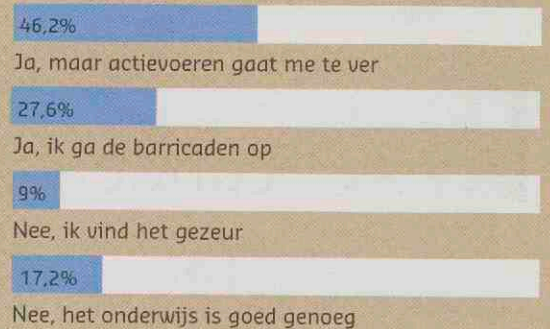 46,2%
Ja, maar actievoeren gaat me te ver
27,6%
Ja, ik ga de barricaden op
9%
Nee, ik vind het gezeur
17,2%
Nee, het onderwijs is goed genoeg